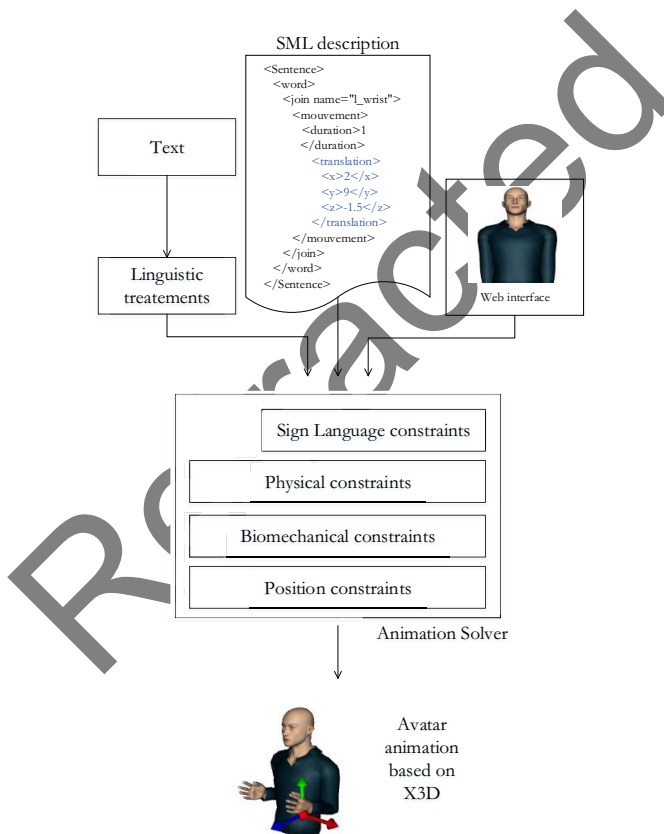 SML description
<Sentence>
<word>
<join name="l_wrist">
<mouvement>
<duration>1
</duration>
<translation>
<x>2</x>
<y>9</y>
<z>-1.5</z>
</translation>
</mouvement>
</join>
</word>
</Sentence>
Text
Linguistic
treatements
Web interface
Sign Language constraints
Physical constraints
Biomechanical constraints
Position constraints
Animation Solver
Avatar
animation
based on
X3D
Retracted